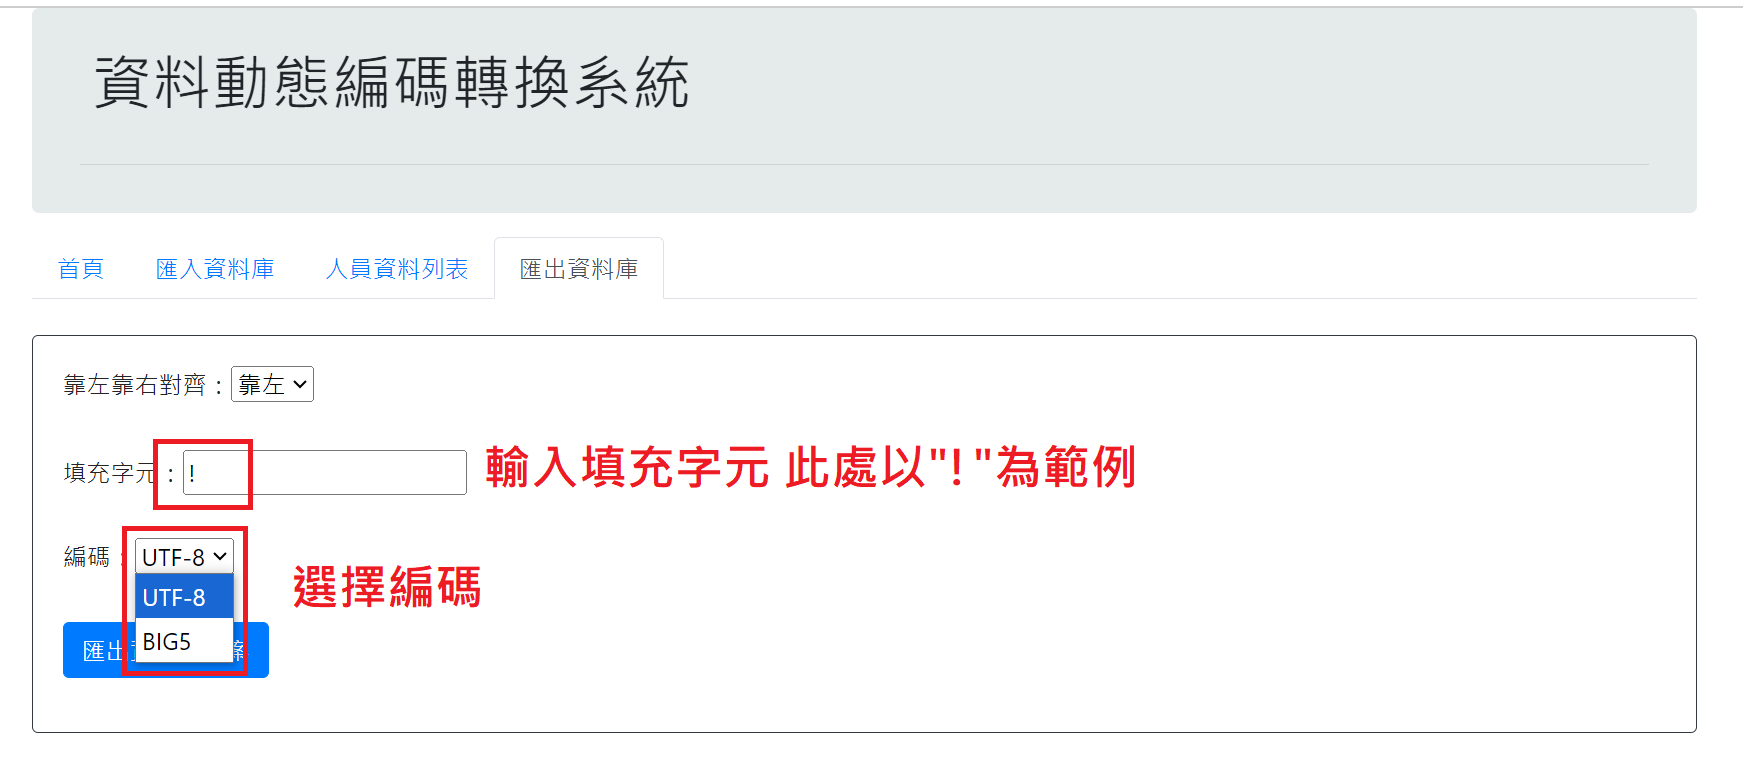 資料動態編碼轉換系統
首頁 匯入資料庫 人員資料列表 匯出資料庫
靠左靠右對齊：靠左
填充字元：! 輸入填充字元 此處以"!"為範例
編碼：UTF-8
UTF-8 選擇編碼
BIG5
匯出